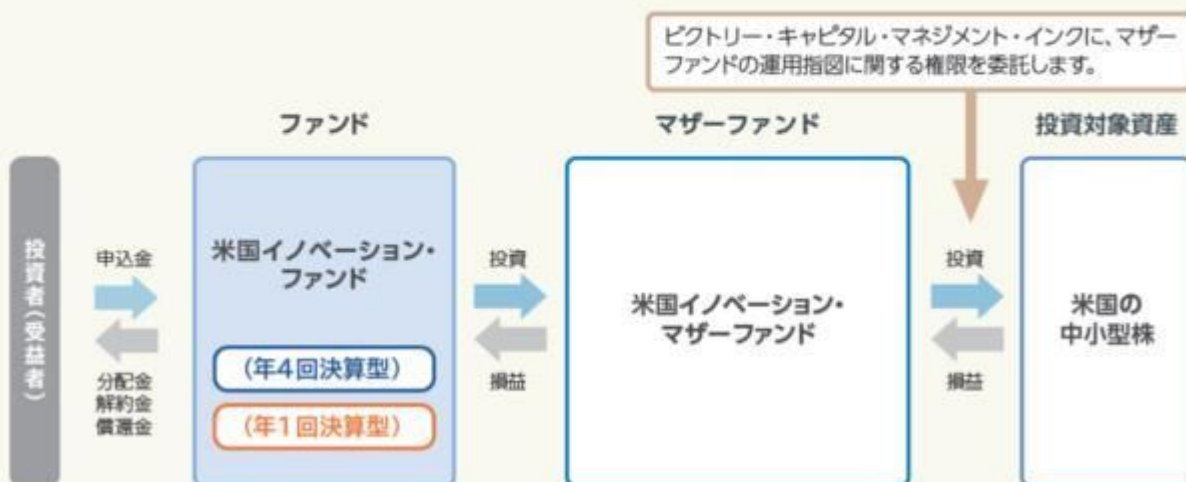 ビクトリー・キャピタル・マネジメント・インクに、マザー
ファンドの運用指図に関する権限を委託します。
ファンド
マザーファンド
投資対象資産
投資者(受益者)
申込金
分配金
解約金
償還金
米国イノベーション・
ファンド
(年4回決算型)
(年1回決算型)
投資
損益
米国イノベーション・
マザーファンド
投資
損益
米国の
中小型株